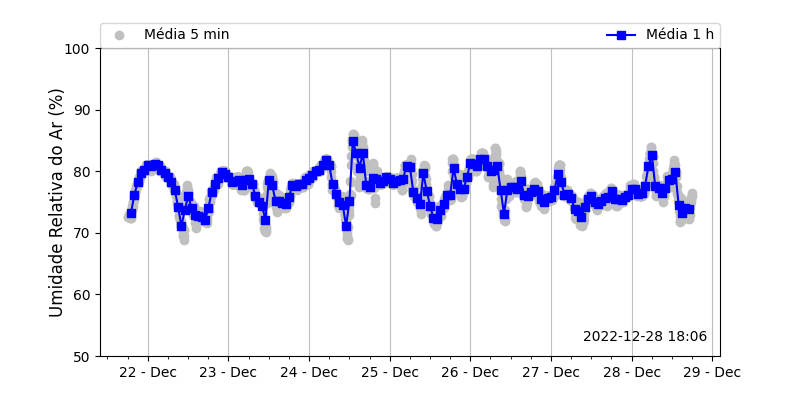 Média 5 min
Média 1 h
Umidade Relativa do Ar (%)
100
90
80
70
60
50
2022-12-28 18:06
22 - Dec
23 - Dec
24 - Dec
25 - Dec
26 - Dec
27 - Dec
28 - Dec
29 - Dec